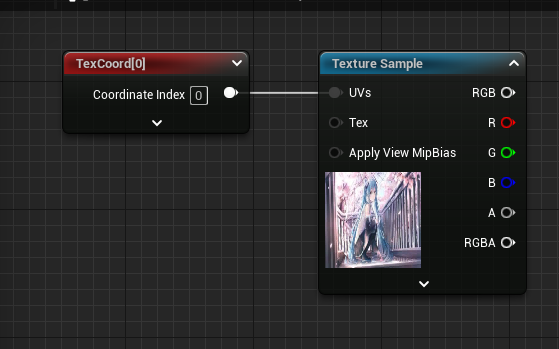 TexCoord[0]
Coordinate Index 0
Texture Sample
UVs
RGB
Tex
R
Apply View MipBias
G
B
A
RGBA